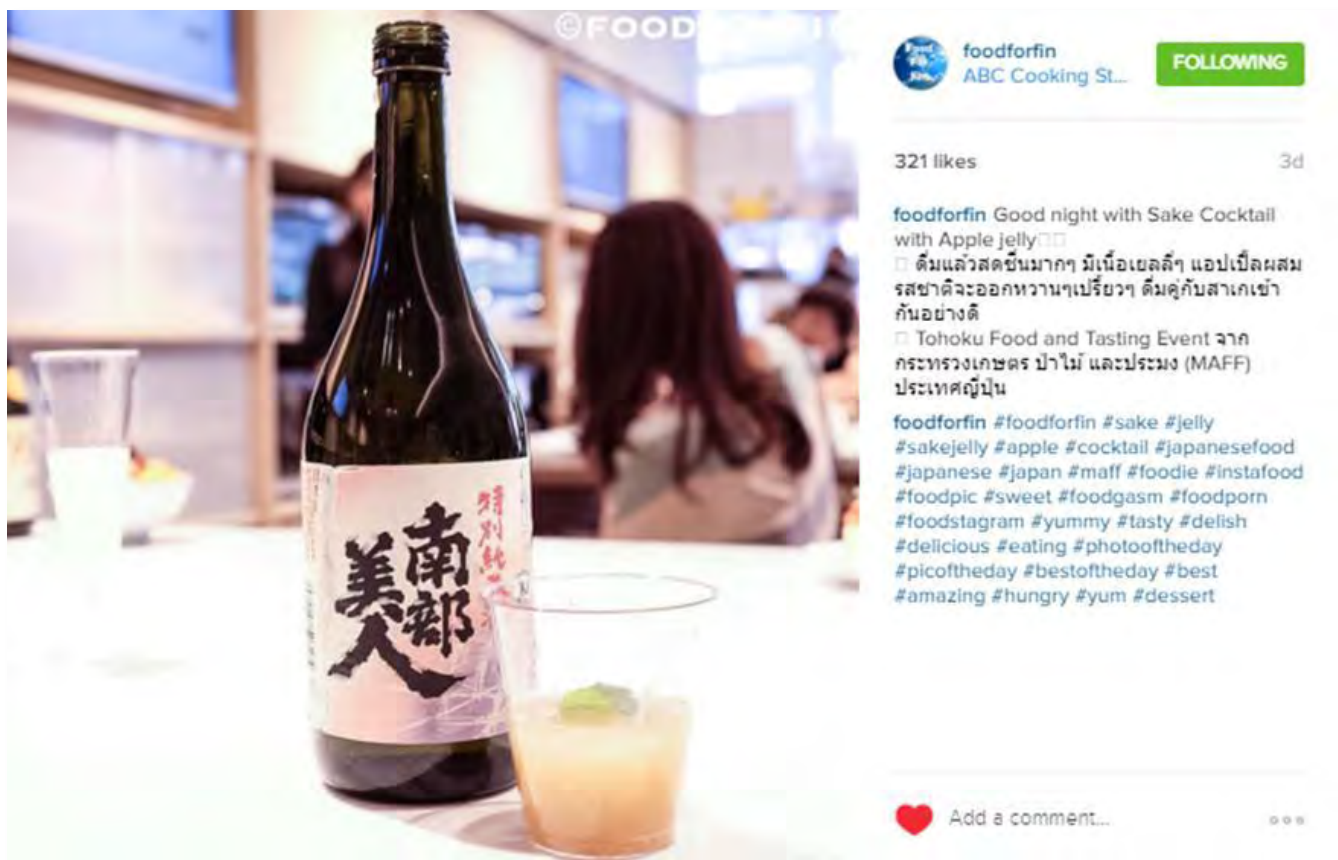 ©FOOD
南部
美人
特別純
foodforfin
ABC Cooking St...
FOLLOWING
321 likes
3d
foodforfin Good night with Sake Cocktail
with Apple jelly
ดื่มแล้วสดชื่นมากๆ มีเนื้อเยลลี่ๆ แอปเปิ้ลผสม
รสชาติจะออกหวานๆเปรี้ยวๆ ดื่มคู่กับสาเกเข้า
กันอย่างดี
Tohoku Food and Tasting Event จาก
กระทรวงเกษตร ป่าไม้ และประมง (MAFF)
ประเทศญี่ปุ่น
foodforfin #foodforfin #sake #jelly
#sakejelly #apple #cocktail #japanesefood
#japanese #japan #maff #foodie #instafood
#foodpic #sweet #foodgasm #foodporn
#foodstagram #yummy #tasty #delish
#delicious #eating #photooftheday
#picoftheday #bestoftheday #best
#amazing #hungry #yum #dessert
Add a comment...